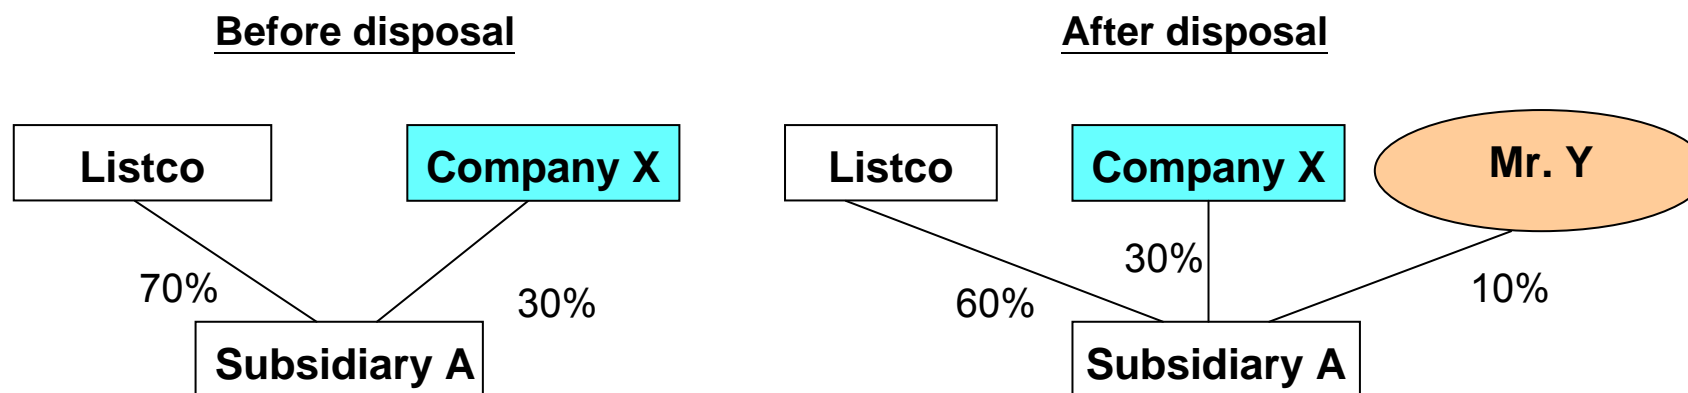 Before disposal
Listco
Company X
70%
30%
Subsidiary A
After disposal
Listco
Company X
Mr. Y
60%
30%
10%
Subsidiary A